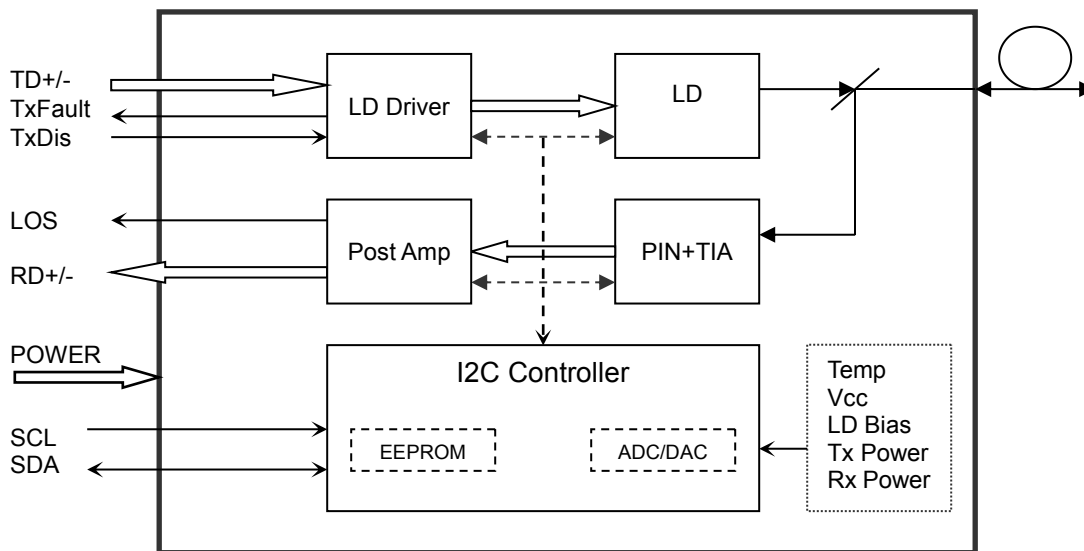 TD+/-
TxFault
TxDis
LD Driver
LD
LOS
RD+/-
Post Amp
PIN+TIA
POWER
SCL
SDA
I2C Controller
EEPROM
ADC/DAC
Temp
Vcc
LD Bias
Tx Power
Rx Power